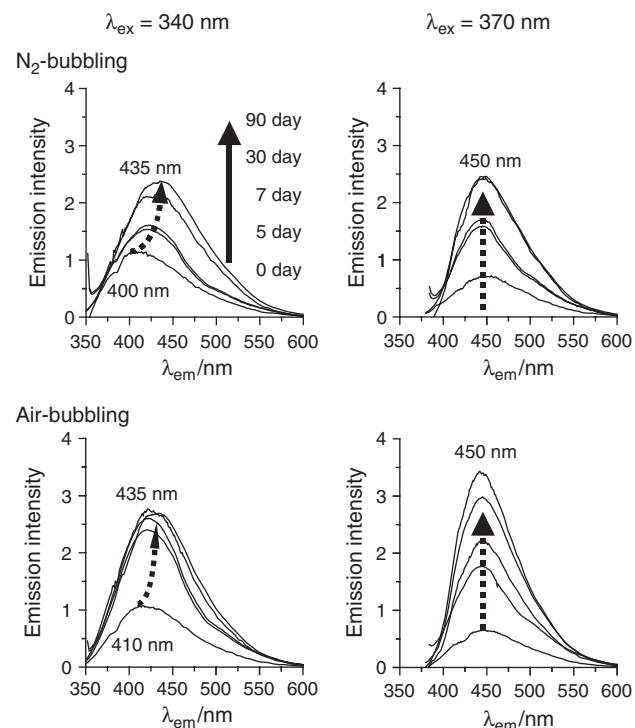 λex = 340 nm
λex = 370 nm
N2-bubbling
4
3
2
1
0
Emission intensity
350 400 450 500 550 600
λem/nm
435 nm
400 nm
90 day
30 day
7 day
5 day
0 day
4
3
2
1
0
Emission intensity
350 400 450 500 550 600
λem/nm
450 nm
Air-bubbling
4
3
2
1
0
Emission intensity
350 400 450 500 550 600
λem/nm
435 nm
410 nm
4
3
2
1
0
Emission intensity
350 400 450 500 550 600
λem/nm
450 nm